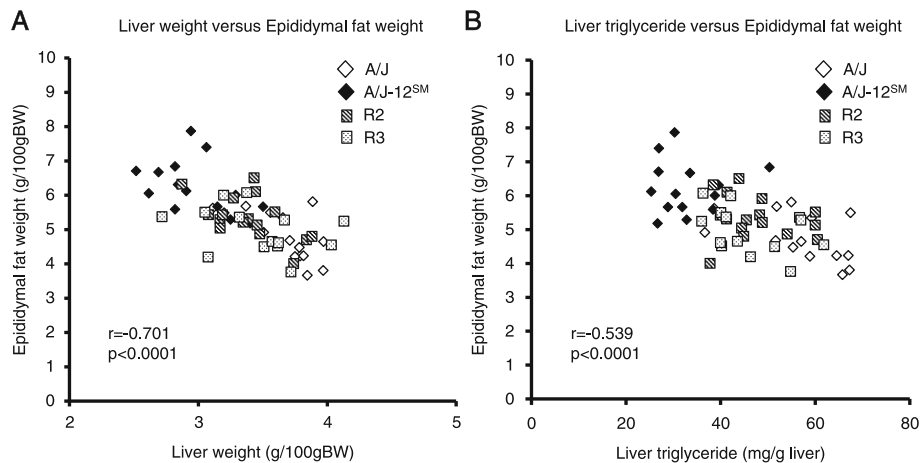 A
Liver weight versus Epididymal fat weight
Epididymal fat weight (g/100gBW)
10
9
8
7
6
5
4
3
2
1
0
A/J
A/J-12SM
R2
R3
r=-0.701
p<0.0001
2
3
4
5
Liver weight (g/100gBW)
B
Liver triglyceride versus Epididymal fat weight
Epididymal fat weight (g/100gBW)
10
9
8
7
6
5
4
3
2
1
0
A/J
A/J-12SM
R2
R3
r=-0.539
p<0.0001
0
20
40
60
80
Liver triglyceride (mg/g liver)